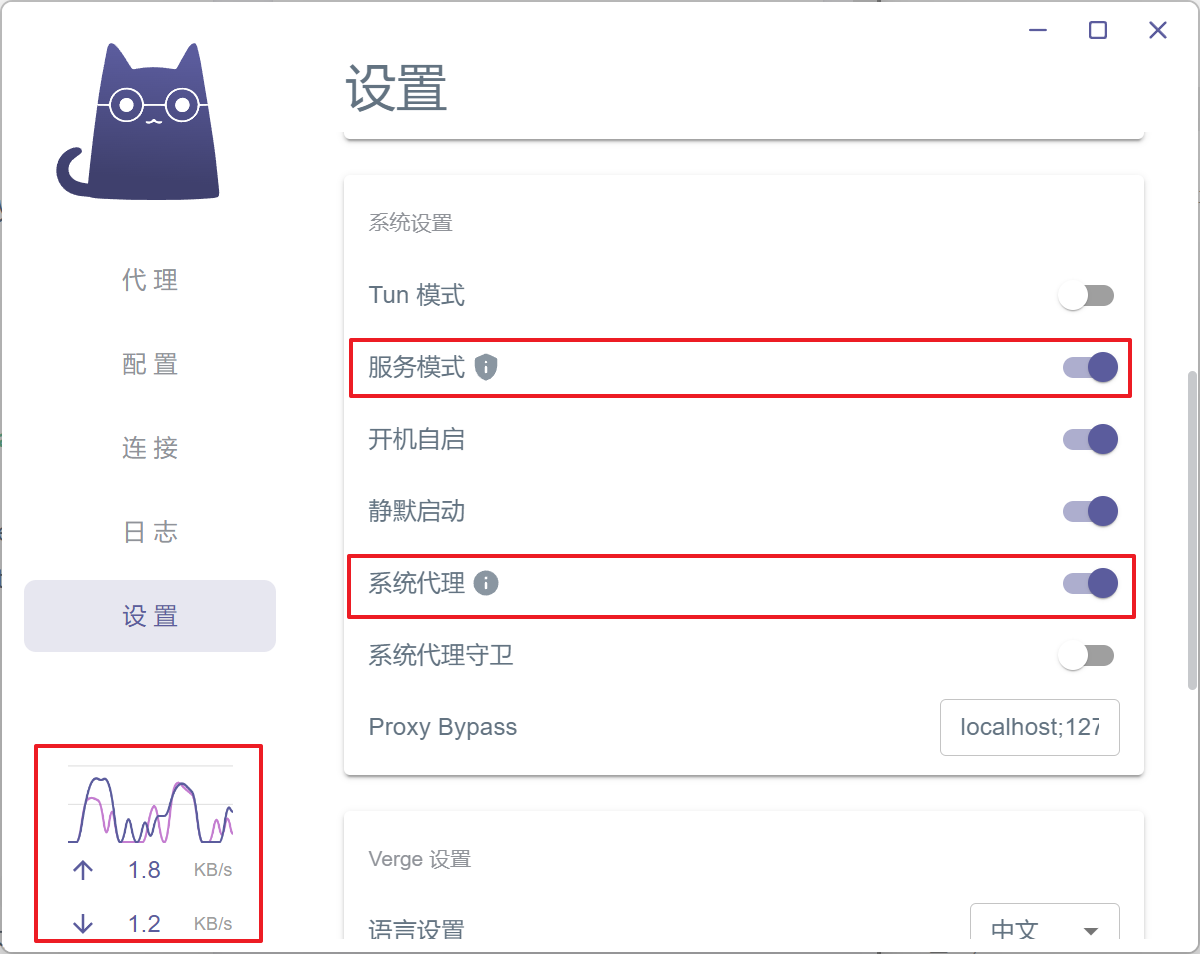 设置
代 理
配 置
连 接
日 志
设 置
1.8 KB/s
1.2 KB/s
系统设置
Tun 模式
服务模式
开机自启
静默启动
系统代理
系统代理守卫
Proxy Bypass
localhost;127
Verge 设置
语言设置
中文